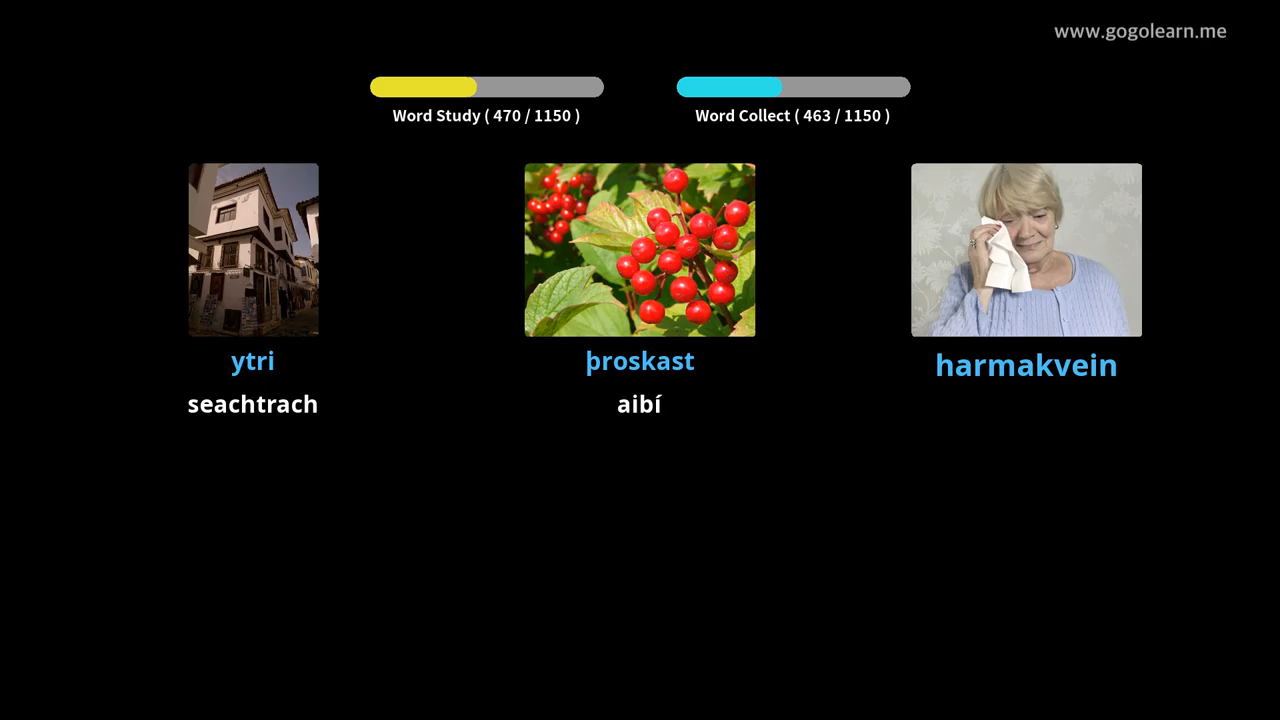 www.gogolearn.me
Word Study ( 470 / 1150 )
Word Collect ( 463 / 1150 )
ytri
þroskast
harmakvein
seachtrach
aibí